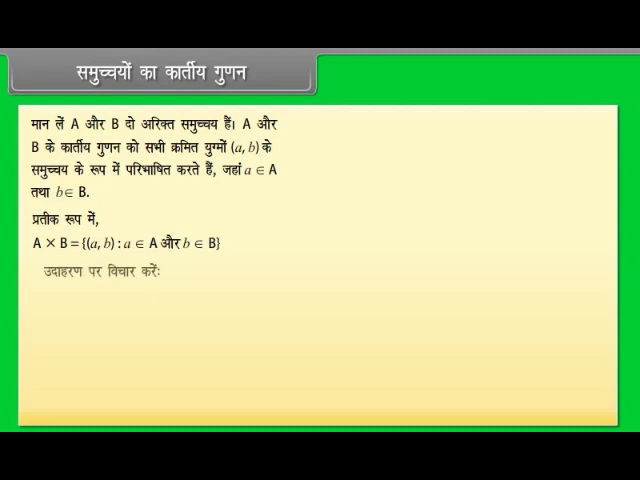 समुच्चयों का कार्तीय गुणन
मान लें A और B दो अरिक्त समुच्चय हैं। A और
B के कार्तीय गुणन को सभी क्रमित युग्मों (a, b) के
समुच्चय के रूप में परिभाषित करते हैं, जहां a ∈ A
तथा b ∈ B.
प्रतीक रूप में,
A × B = {(a, b) : a ∈ A और b ∈ B}
उदाहरण पर विचार करेंः